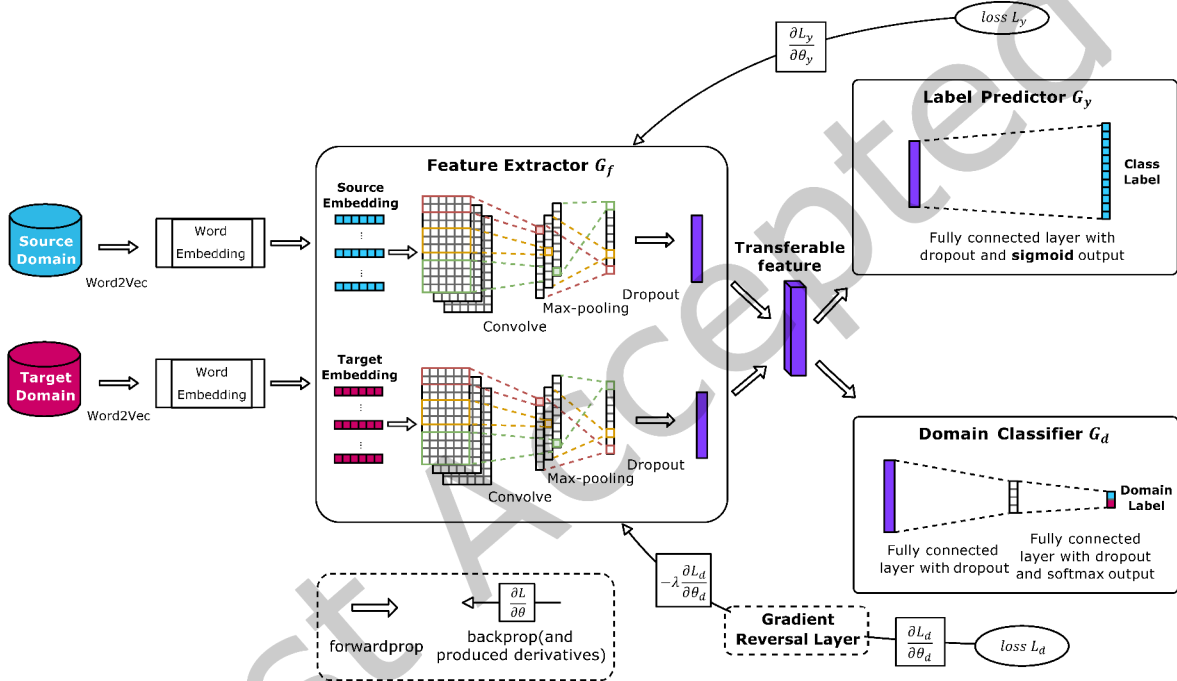 loss L_y
∂L_y
∂θ_y
Label Predictor G_y
Class
Label
Fully connected layer with
dropout and sigmoid output
Feature Extractor G_f
Source
Embedding
⋮
⋮
Convolve
Max-pooling
Dropout
Source
Domain
Word2Vec
Word
Embedding
Transferable
feature
Target
Domain
Word2Vec
Word
Embedding
Target
Embedding
⋮
⋮
Convolve
Max-pooling
Dropout
Domain Classifier G_d
Domain
Label
Fully connected
layer with dropout
Fully connected
layer with dropout
and softmax output
-λ ∂L_d
∂θ_d
Gradient
Reversal Layer
∂L_d
∂θ_d
loss L_d
forwardprop
∂L
∂θ
backprop(and
produced derivatives)
st Accepted